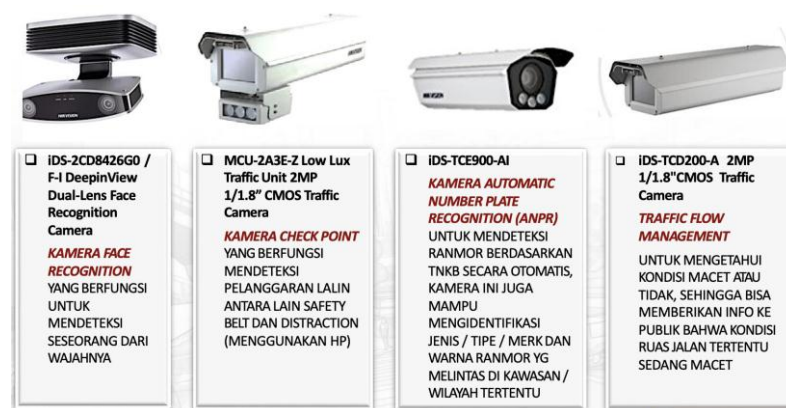 HIKVISION
HIKVISION
iDS-2CD8426G0 /
F-I DeepinView
Dual-Lens Face
Recognition
Camera
KAMERA FACE
RECOGNITION
YANG BERFUNGSI
UNTUK
MENDETEKSI
SESEORANG DARI
WAJAHNYA
MCU-2A3E-Z Low Lux
Traffic Unit 2MP
1/1.8” CMOS Traffic
Camera
KAMERA CHECK POINT
YANG BERFUNGSI
MENDETEKSI
PELANGGARAN LALIN
ANTARA LAIN SAFETY
BELT DAN DISTRACTION
(MENGGUNAKAN HP)
iDS-TCE900-AI
KAMERA AUTOMATIC
NUMBER PLATE
RECOGNITION (ANPR)
UNTUK MENDETEKSI
RANMOR BERDASARKAN
TNKB SECARA OTOMATIS,
KAMERA INI JUGA
MAMPU
MENGIDENTIFIKASI
JENIS / TIPE / MERK DAN
WARNA RANMOR YG
MELINTAS DI KAWASAN /
WILAYAH TERTENTU
iDS-TCD200-A 2MP
1/1.8"CMOS Traffic
Camera
TRAFFIC FLOW
MANAGEMENT
UNTUK MENGETAHUI
KONDISI MACET ATAU
TIDAK, SEHINGGA BISA
MEMBERIKAN INFO KE
PUBLIK BAHWA KONDISI
RUAS JALAN TERTENTU
SEDANG MACET